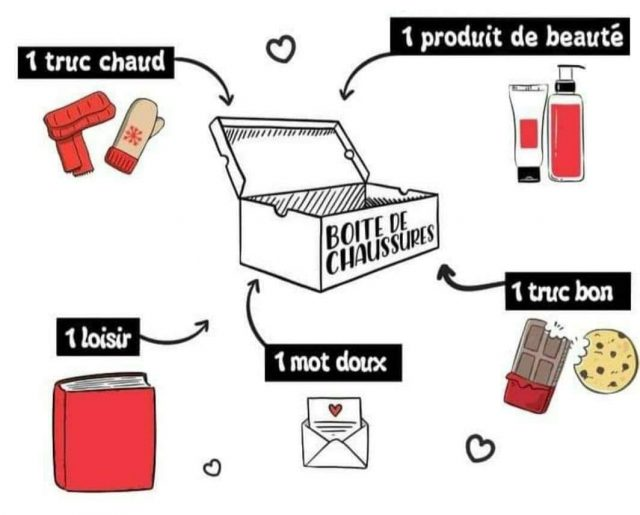 1 truc chaud
1 produit de beauté
BOITE DE
CHAUSSURES
1 truc bon
1 loisir
1 mot doux